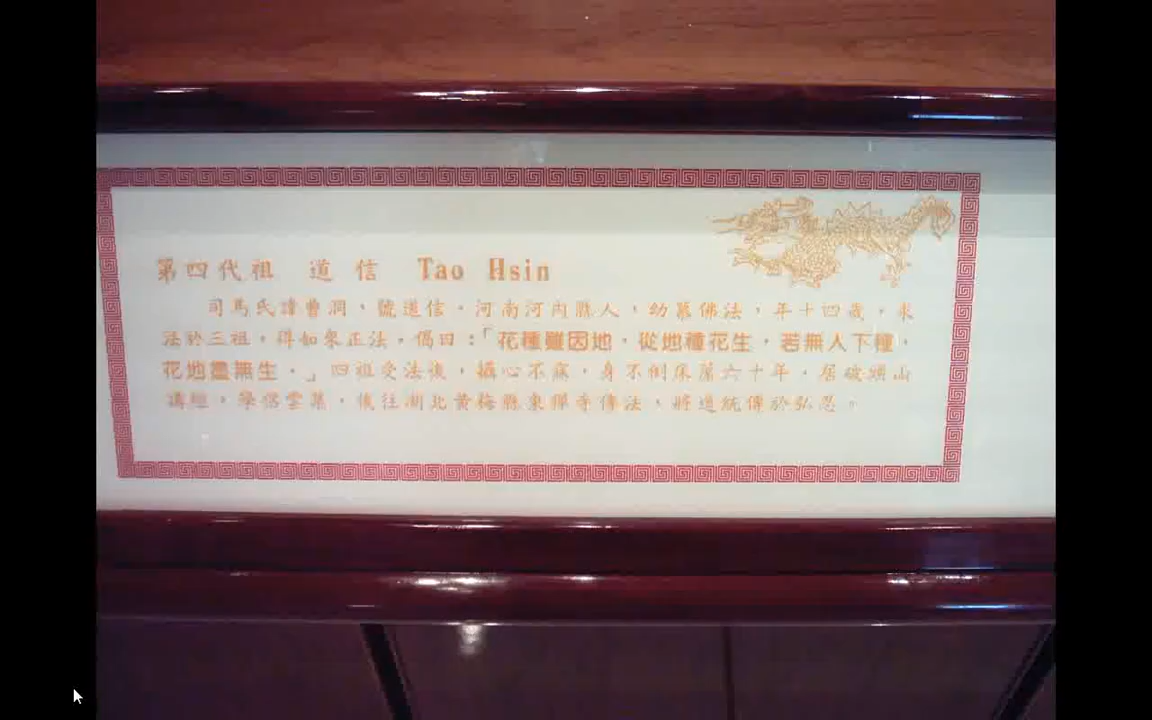 第四代祖 道 信 Tao Hsin
司馬氏諱曹洞，號道信。河南河內縣人，幼慕佛法，年十四歲，求
法於三祖，得如來正法，偈曰：「花種雖因地，從地種花生，若無人下種，
花地盡無生。」四祖受法後，攝心不寐，身不倒床萬六十年。居破頭山
講經，學侶雲集，後往湖北黃梅縣東禪寺傳法，將道統傳於弘忍。